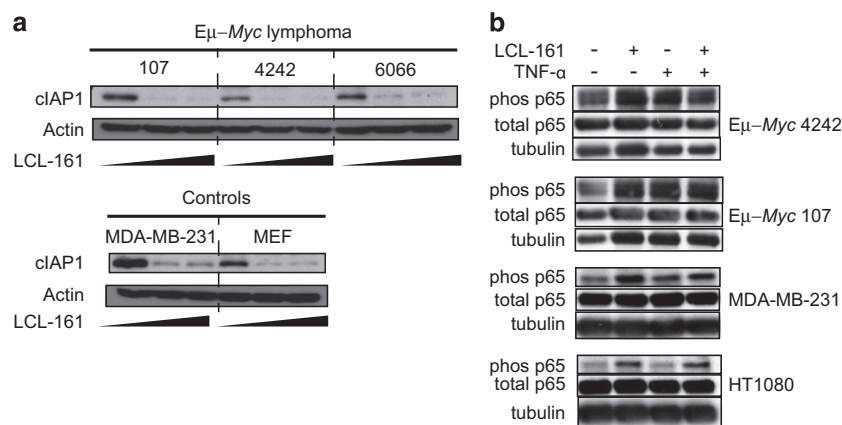 a
Eμ–Myc lymphoma
107 4242 6066
cIAP1
Actin
LCL-161
Controls
MDA-MB-231 MEF
cIAP1
Actin
LCL-161
b
LCL-161 - + - +
TNF-α - - + +
phos p65
total p65 Eμ–Myc 4242
tubulin
phos p65
total p65 Eμ–Myc 107
tubulin
phos p65
total p65 MDA-MB-231
tubulin
phos p65
total p65 HT1080
tubulin